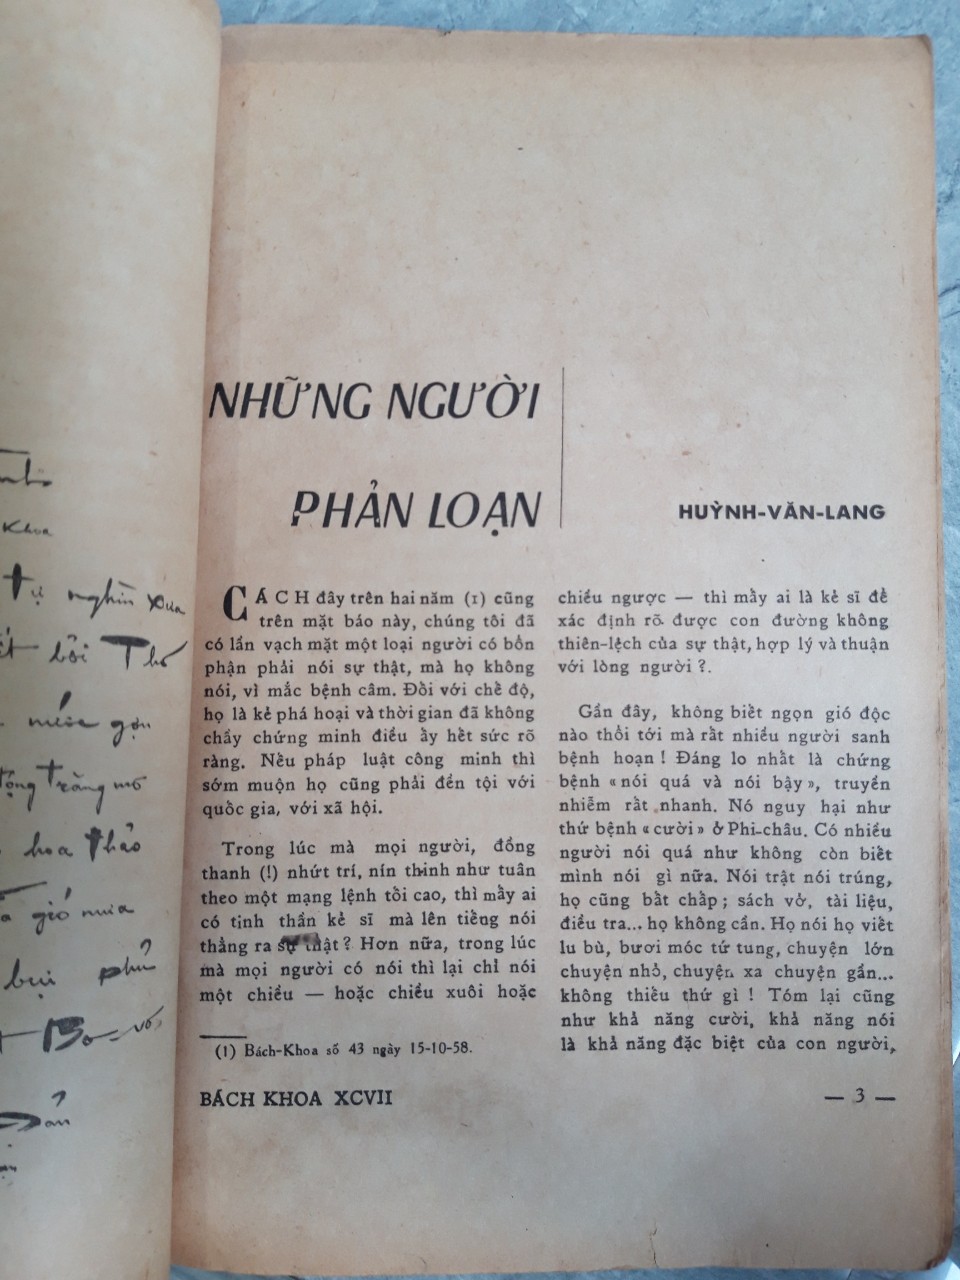 Khoa
tự nghìn xưa
bôi Thơ
mưa gọn
hoa thảo
gió mưa
bụi phủ
NHỮNG NGƯỜI
PHẢN LOẠN
HUỲNH-VĂN-LANG
CÁCH đây trên hai năm (1) cũng
trên mặt báo này, chúng tôi đã
có lần vạch mặt một loại người có bổn
phận phải nói sự thật, mà họ không
nói, vì mắc bệnh câm. Đối với chế độ,
họ là kẻ phá hoại và thời gian đã không
chầy chứng minh điều ấy hết sức rõ
ràng. Nếu pháp luật công minh thì
sớm muộn họ cũng phải đền tội với
quốc gia, với xã hội.
Trong lúc mà mọi người, đồng
thanh (!) nhứt trí, nín thinh như tuân
theo một mạng lệnh tối cao, thì mấy ai
có tinh thần kẻ sĩ mà lên tiếng nói
thẳng ra sự thật ? Hơn nữa, trong lúc
mà mọi người có nói thì lại chỉ nói
một chiều — hoặc chiều xuôi hoặc
(1) Bách-Khoa số 43 ngày 15-10-58.
chiều ngược — thì mấy ai là kẻ sĩ để
xác định rõ được con đường không
thiên-lệch của sự thật, hợp lý và thuận
với lòng người ?.
Gần đây, không biết ngọn gió độc
nào thổi tới mà rất nhiều người sanh
bệnh hoạn ! Đáng lo nhất là chứng
bệnh « nói quá và nói bậy », truyền
nhiễm rất nhanh. Nó nguy hại như
thứ bệnh « cười » ở Phi-châu. Có nhiều
người nói quá như không còn biết
mình nói gì nữa. Nói trật nói trúng,
họ cũng bất chấp ; sách vở, tài liệu,
điều tra... họ không cần. Họ nói họ viết
lu bù, bươi móc tứ tung, chuyện lớn
chuyện nhỏ, chuyện xa chuyện gần...
không thiếu thứ gì ! Tóm lại cũng
như khả năng cười, khả năng nói
là khả năng đặc biệt của con người,
BÁCH KHOA XCVII
— 3 —